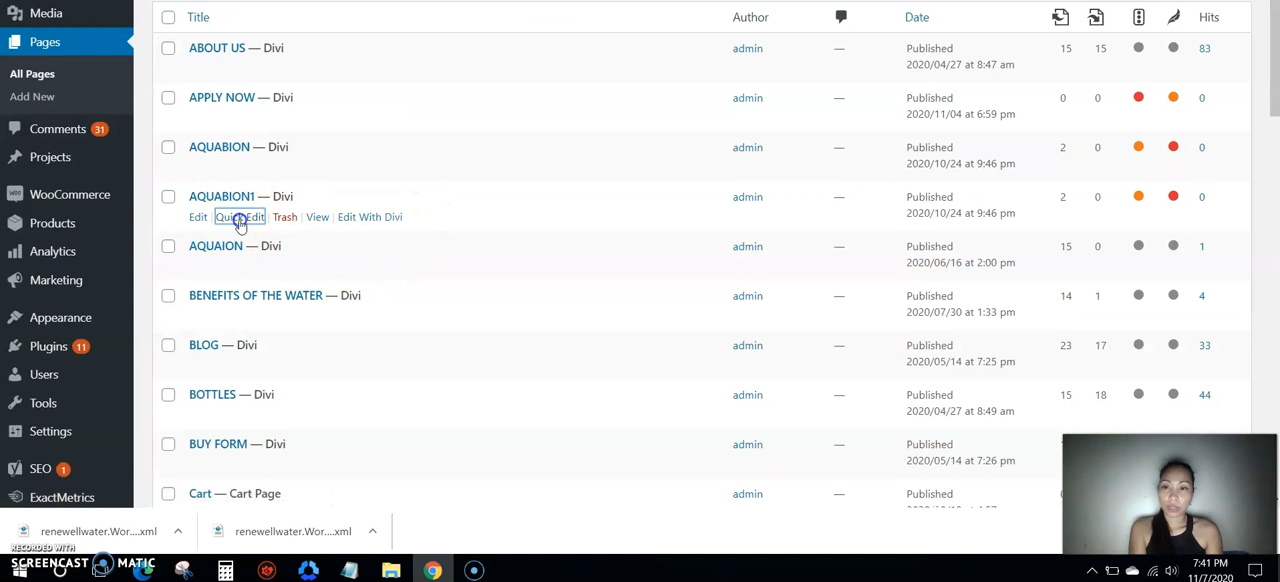 Media
Pages
All Pages
Add New
Comments 31
Projects
WooCommerce
Products
Analytics
Marketing
Appearance
Plugins 11
Users
Tools
Settings
SEO 1
ExactMetrics
Title Author Date Hits
ABOUT US — Divi admin — Published 15 15 83
2020/04/27 at 8:47 am
APPLY NOW — Divi admin — Published 0 0 0
2020/11/04 at 6:59 pm
AQUABION — Divi admin — Published 2 0 0
2020/10/24 at 9:46 pm
AQUABION1 — Divi admin — Published 2 0 0
Edit | Quick Edit | Trash | View | Edit With Divi 2020/10/24 at 9:46 pm
AQUAION — Divi admin — Published 15 0 1
2020/06/16 at 2:00 pm
BENEFITS OF THE WATER — Divi admin — Published 14 1 4
2020/07/30 at 1:33 pm
BLOG — Divi admin — Published 23 17 33
2020/05/14 at 7:25 pm
BOTTLES — Divi admin — Published 15 18 44
2020/04/27 at 8:49 am
BUY FORM — Divi admin — Published
2020/05/14 at 7:26 pm
Cart — Cart Page admin — Published
renewellwater.Wor....xml renewellwater.Wor....xml
RECORDED WITH
SCREENCAST MATIC
7:41 PM
11/7/2020